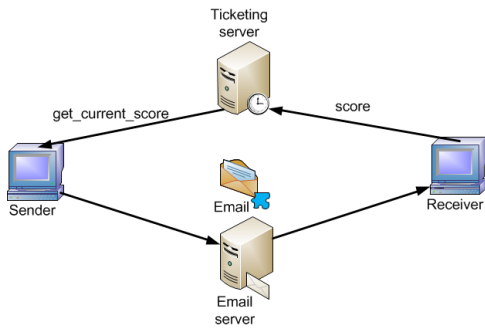 Ticketing
server
get_current_score
score
Sender
Email
Receiver
Email
server